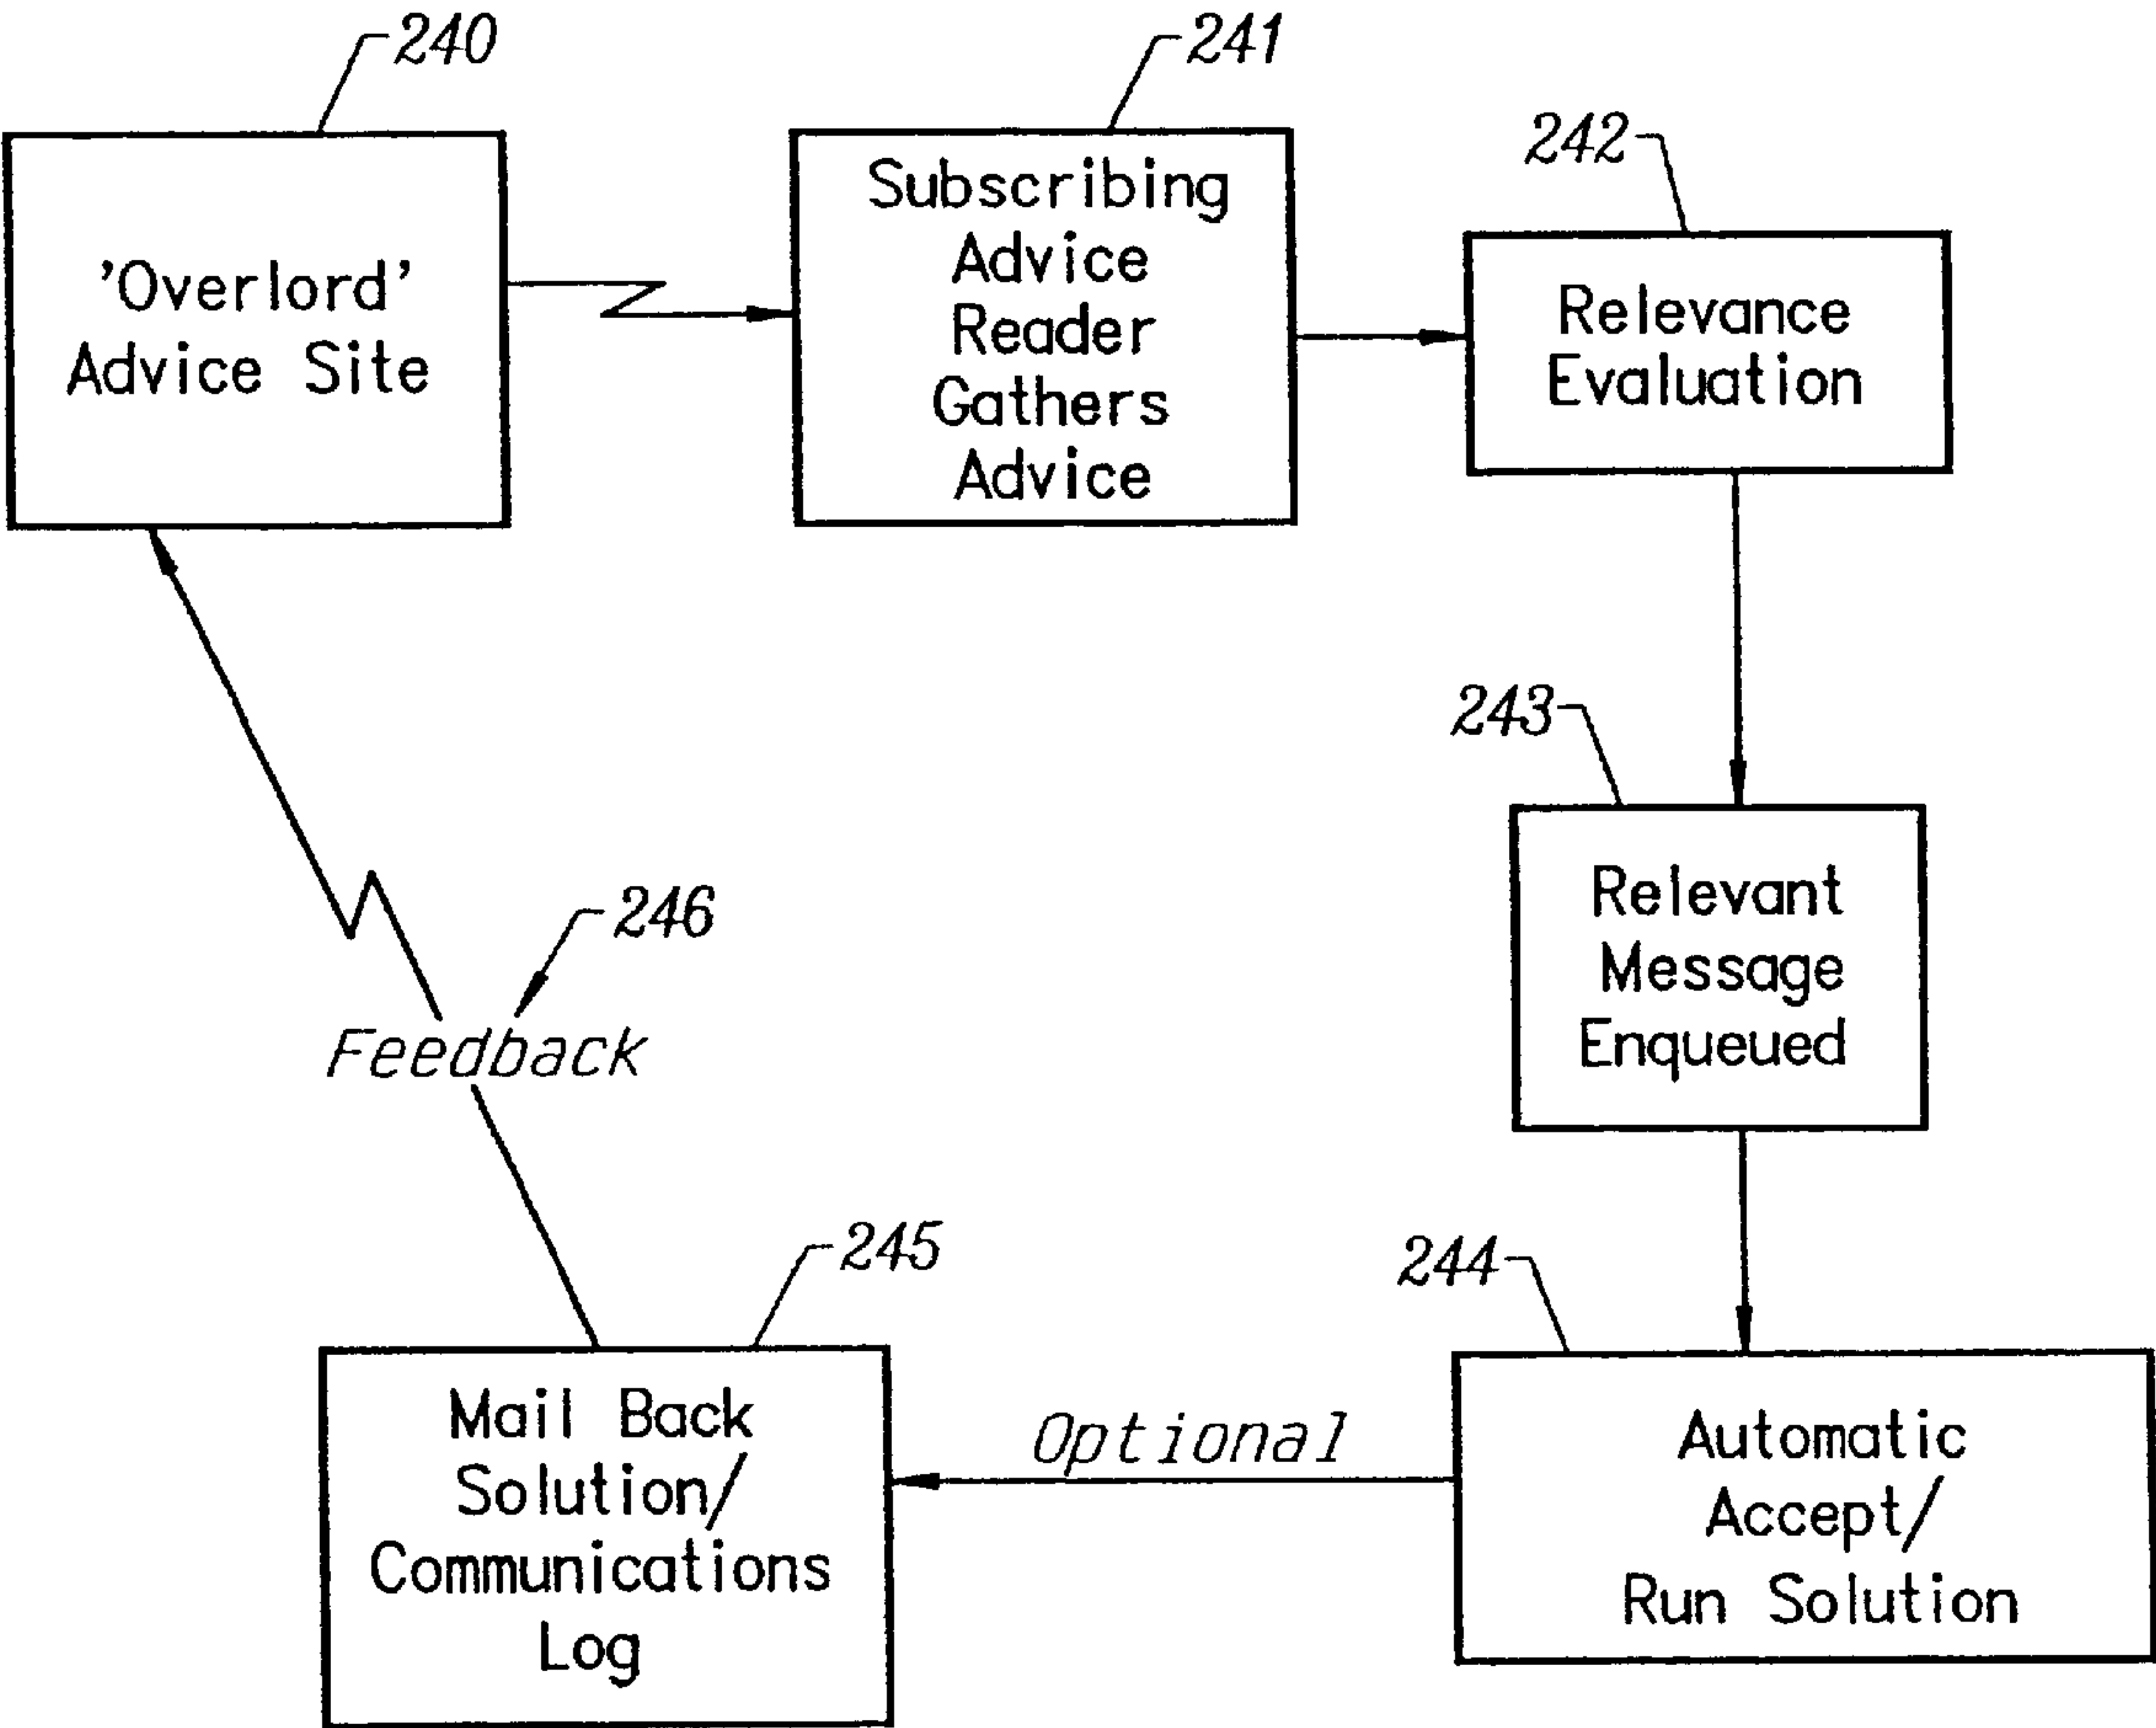 240
'Overlord'
Advice Site
241
Subscribing
Advice
Reader
Gathers
Advice
242
Relevance
Evaluation
243
Relevant
Message
Enqueued
244
Automatic
Accept/
Run Solution
Optional
245
Mail Back
Solution/
Communications
Log
246
Feedback